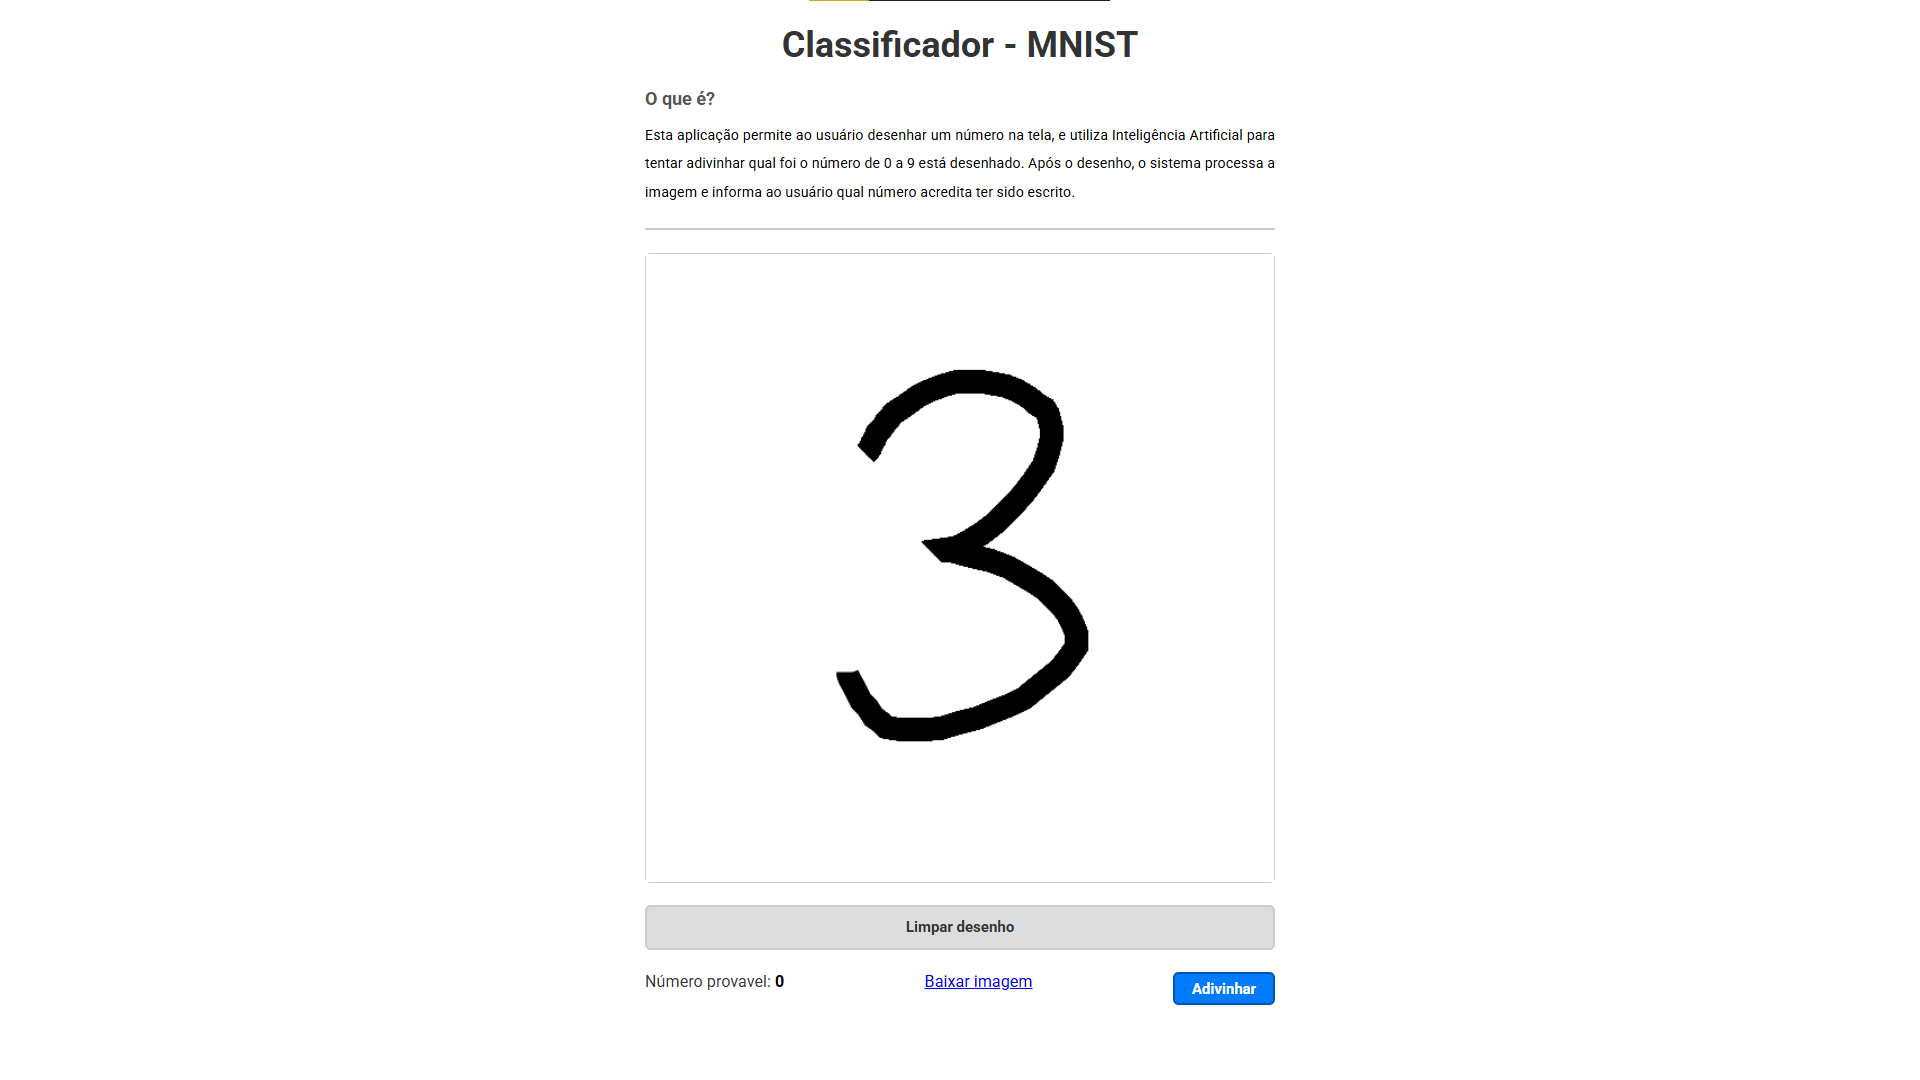 Classificador - MNIST
O que é?
Esta aplicação permite ao usuário desenhar um número na tela, e utiliza Inteligência Artificial para
tentar adivinhar qual foi o número de 0 a 9 está desenhado. Após o desenho, o sistema processa a
imagem e informa ao usuário qual número acredita ter sido escrito.
3
Limpar desenho
Número provavel: 0 Baixar imagem Adivinhar